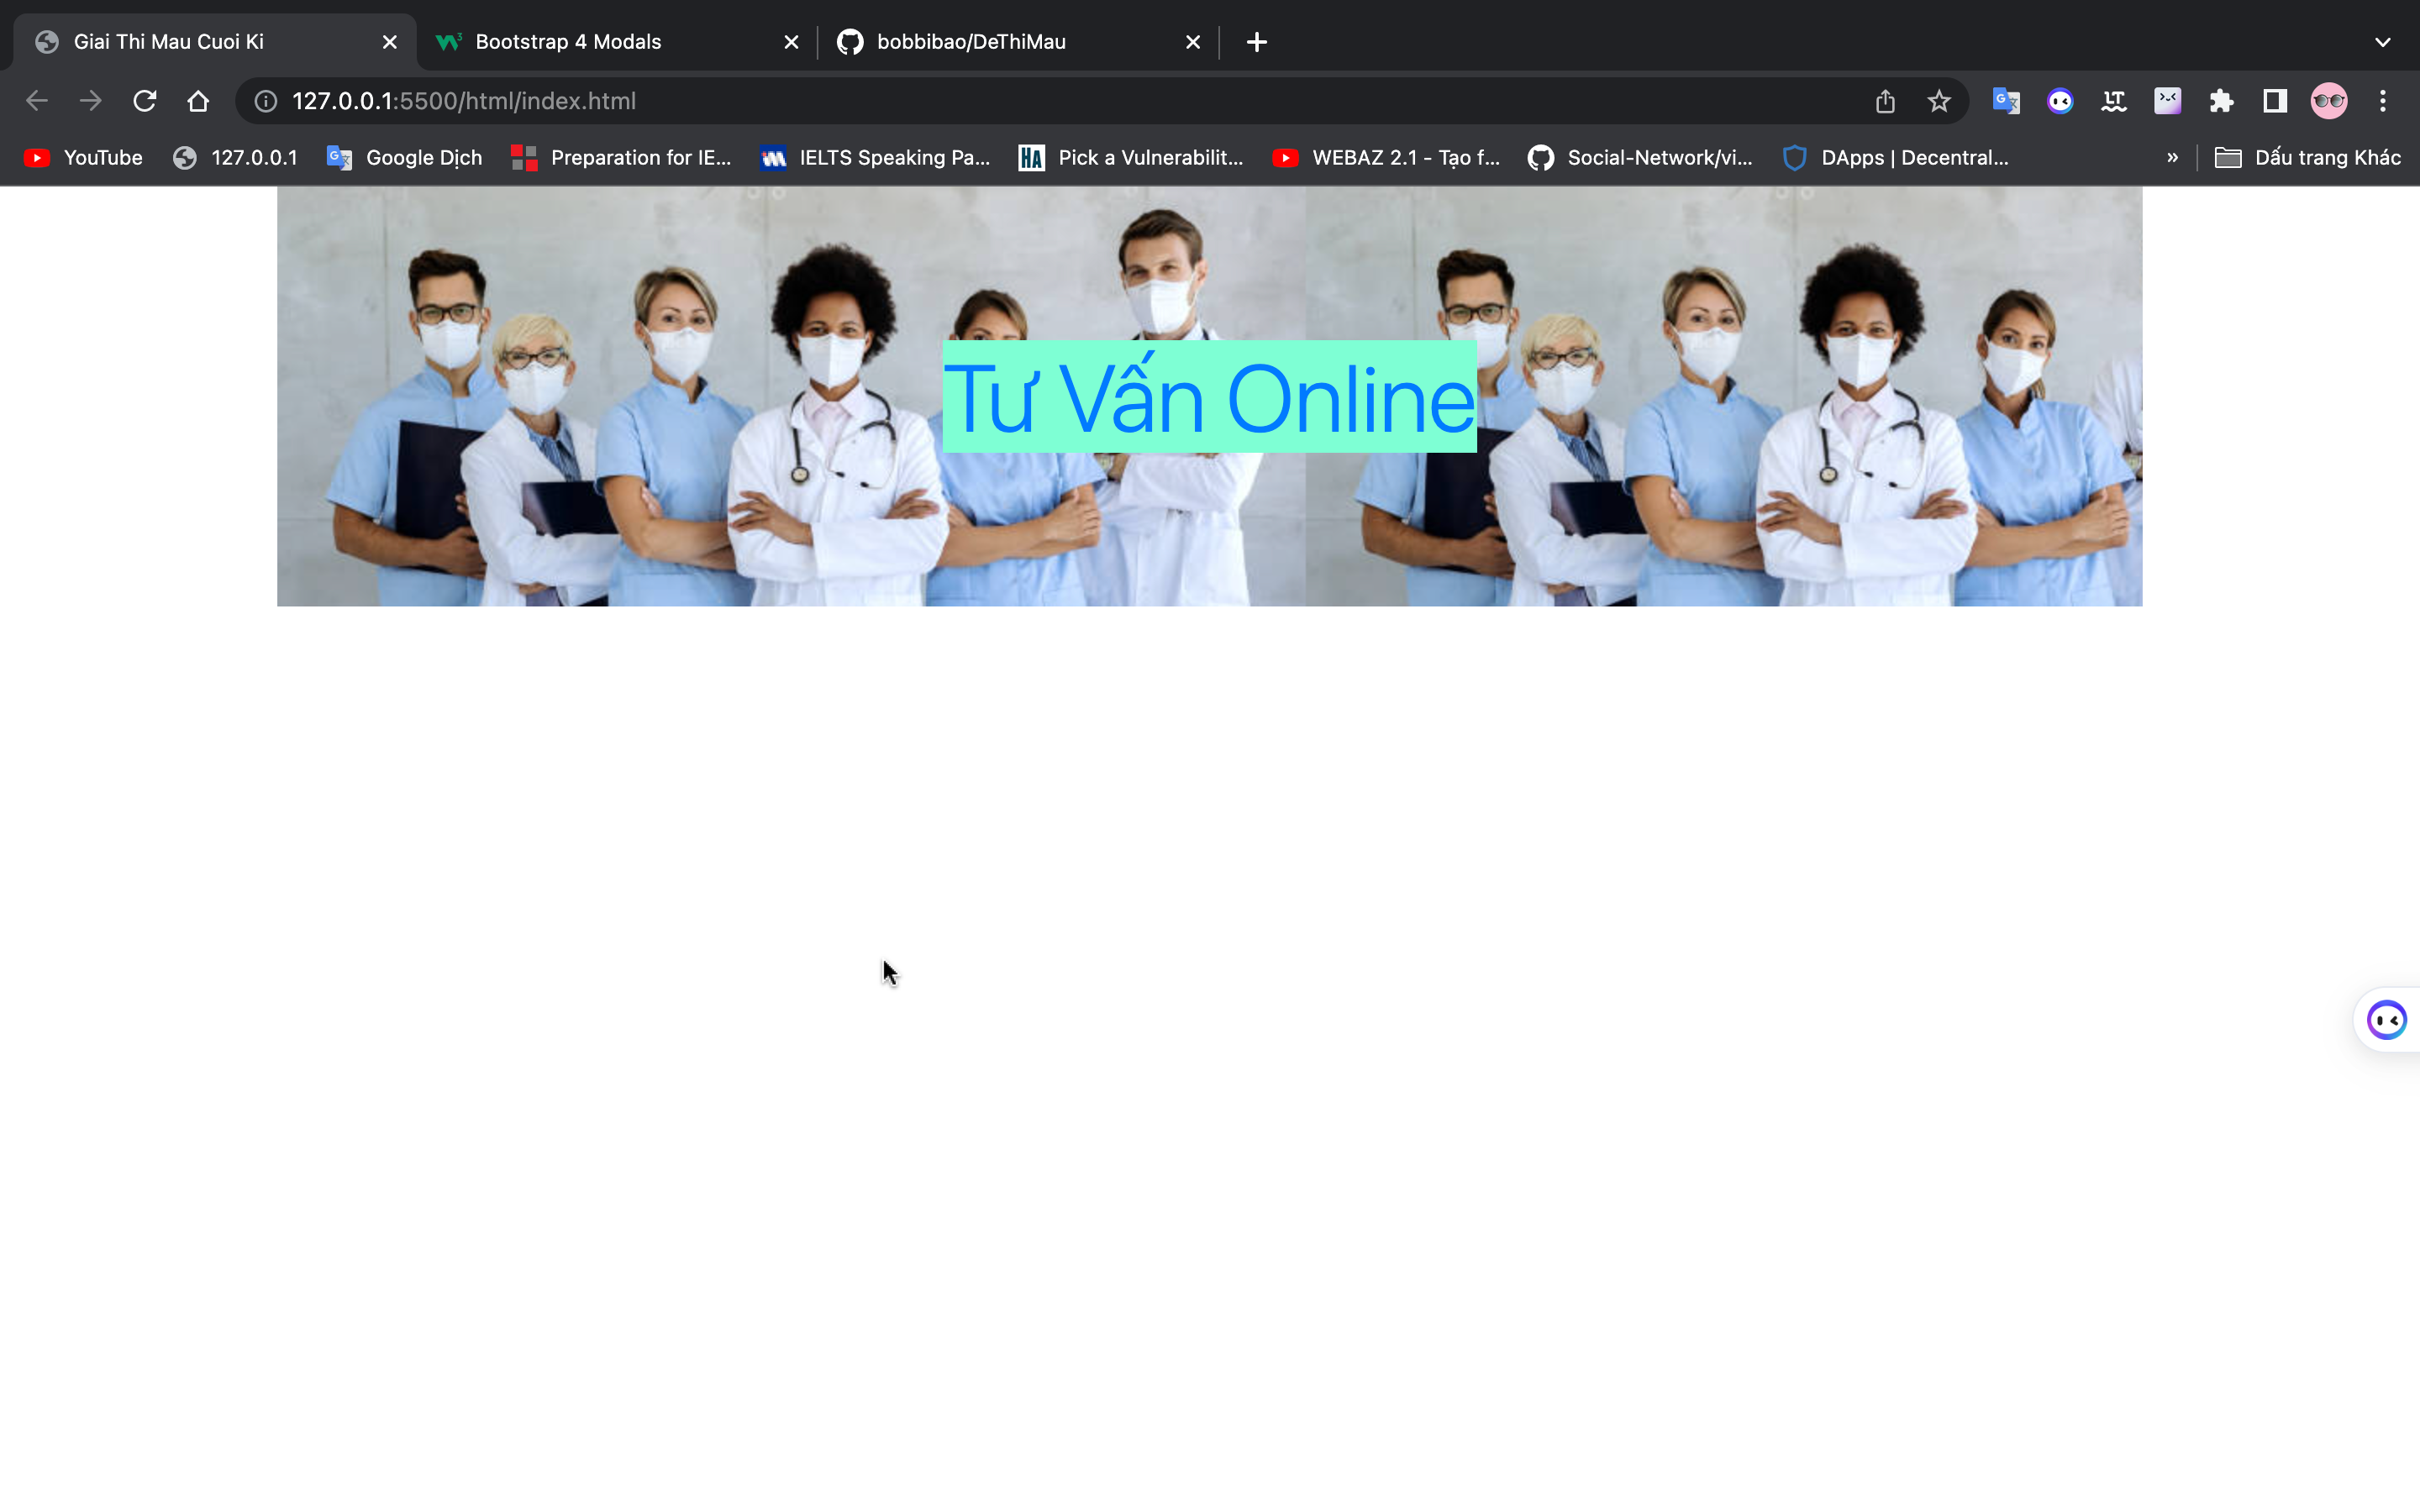 Giai Thi Mau Cuoi Ki
Bootstrap 4 Modals
bobbibao/DeThiMau
127.0.0.1:5500/html/index.html
YouTube
127.0.0.1
Google Dịch
Preparation for IE...
IELTS Speaking Pa...
HA
Pick a Vulnerabilit...
WEBAZ 2.1 - Tạo f...
Social-Network/vi...
DApps | Decentral...
»
Dấu trang Khác
Tư Vấn Online